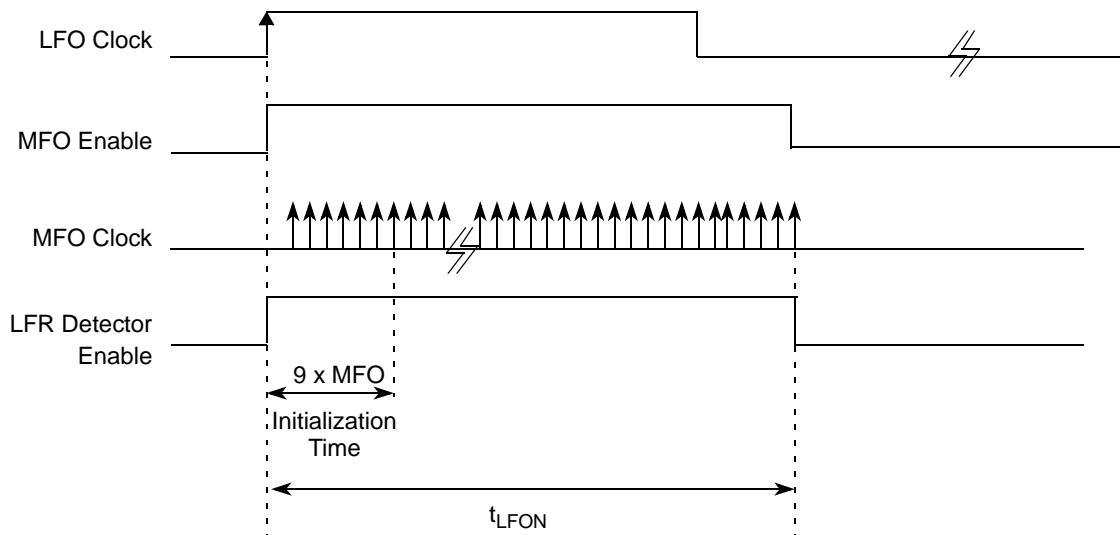 LFO Clock
MFO Enable
MFO Clock
LFR Detector
Enable
9 x MFO
Initialization
Time
tLFON